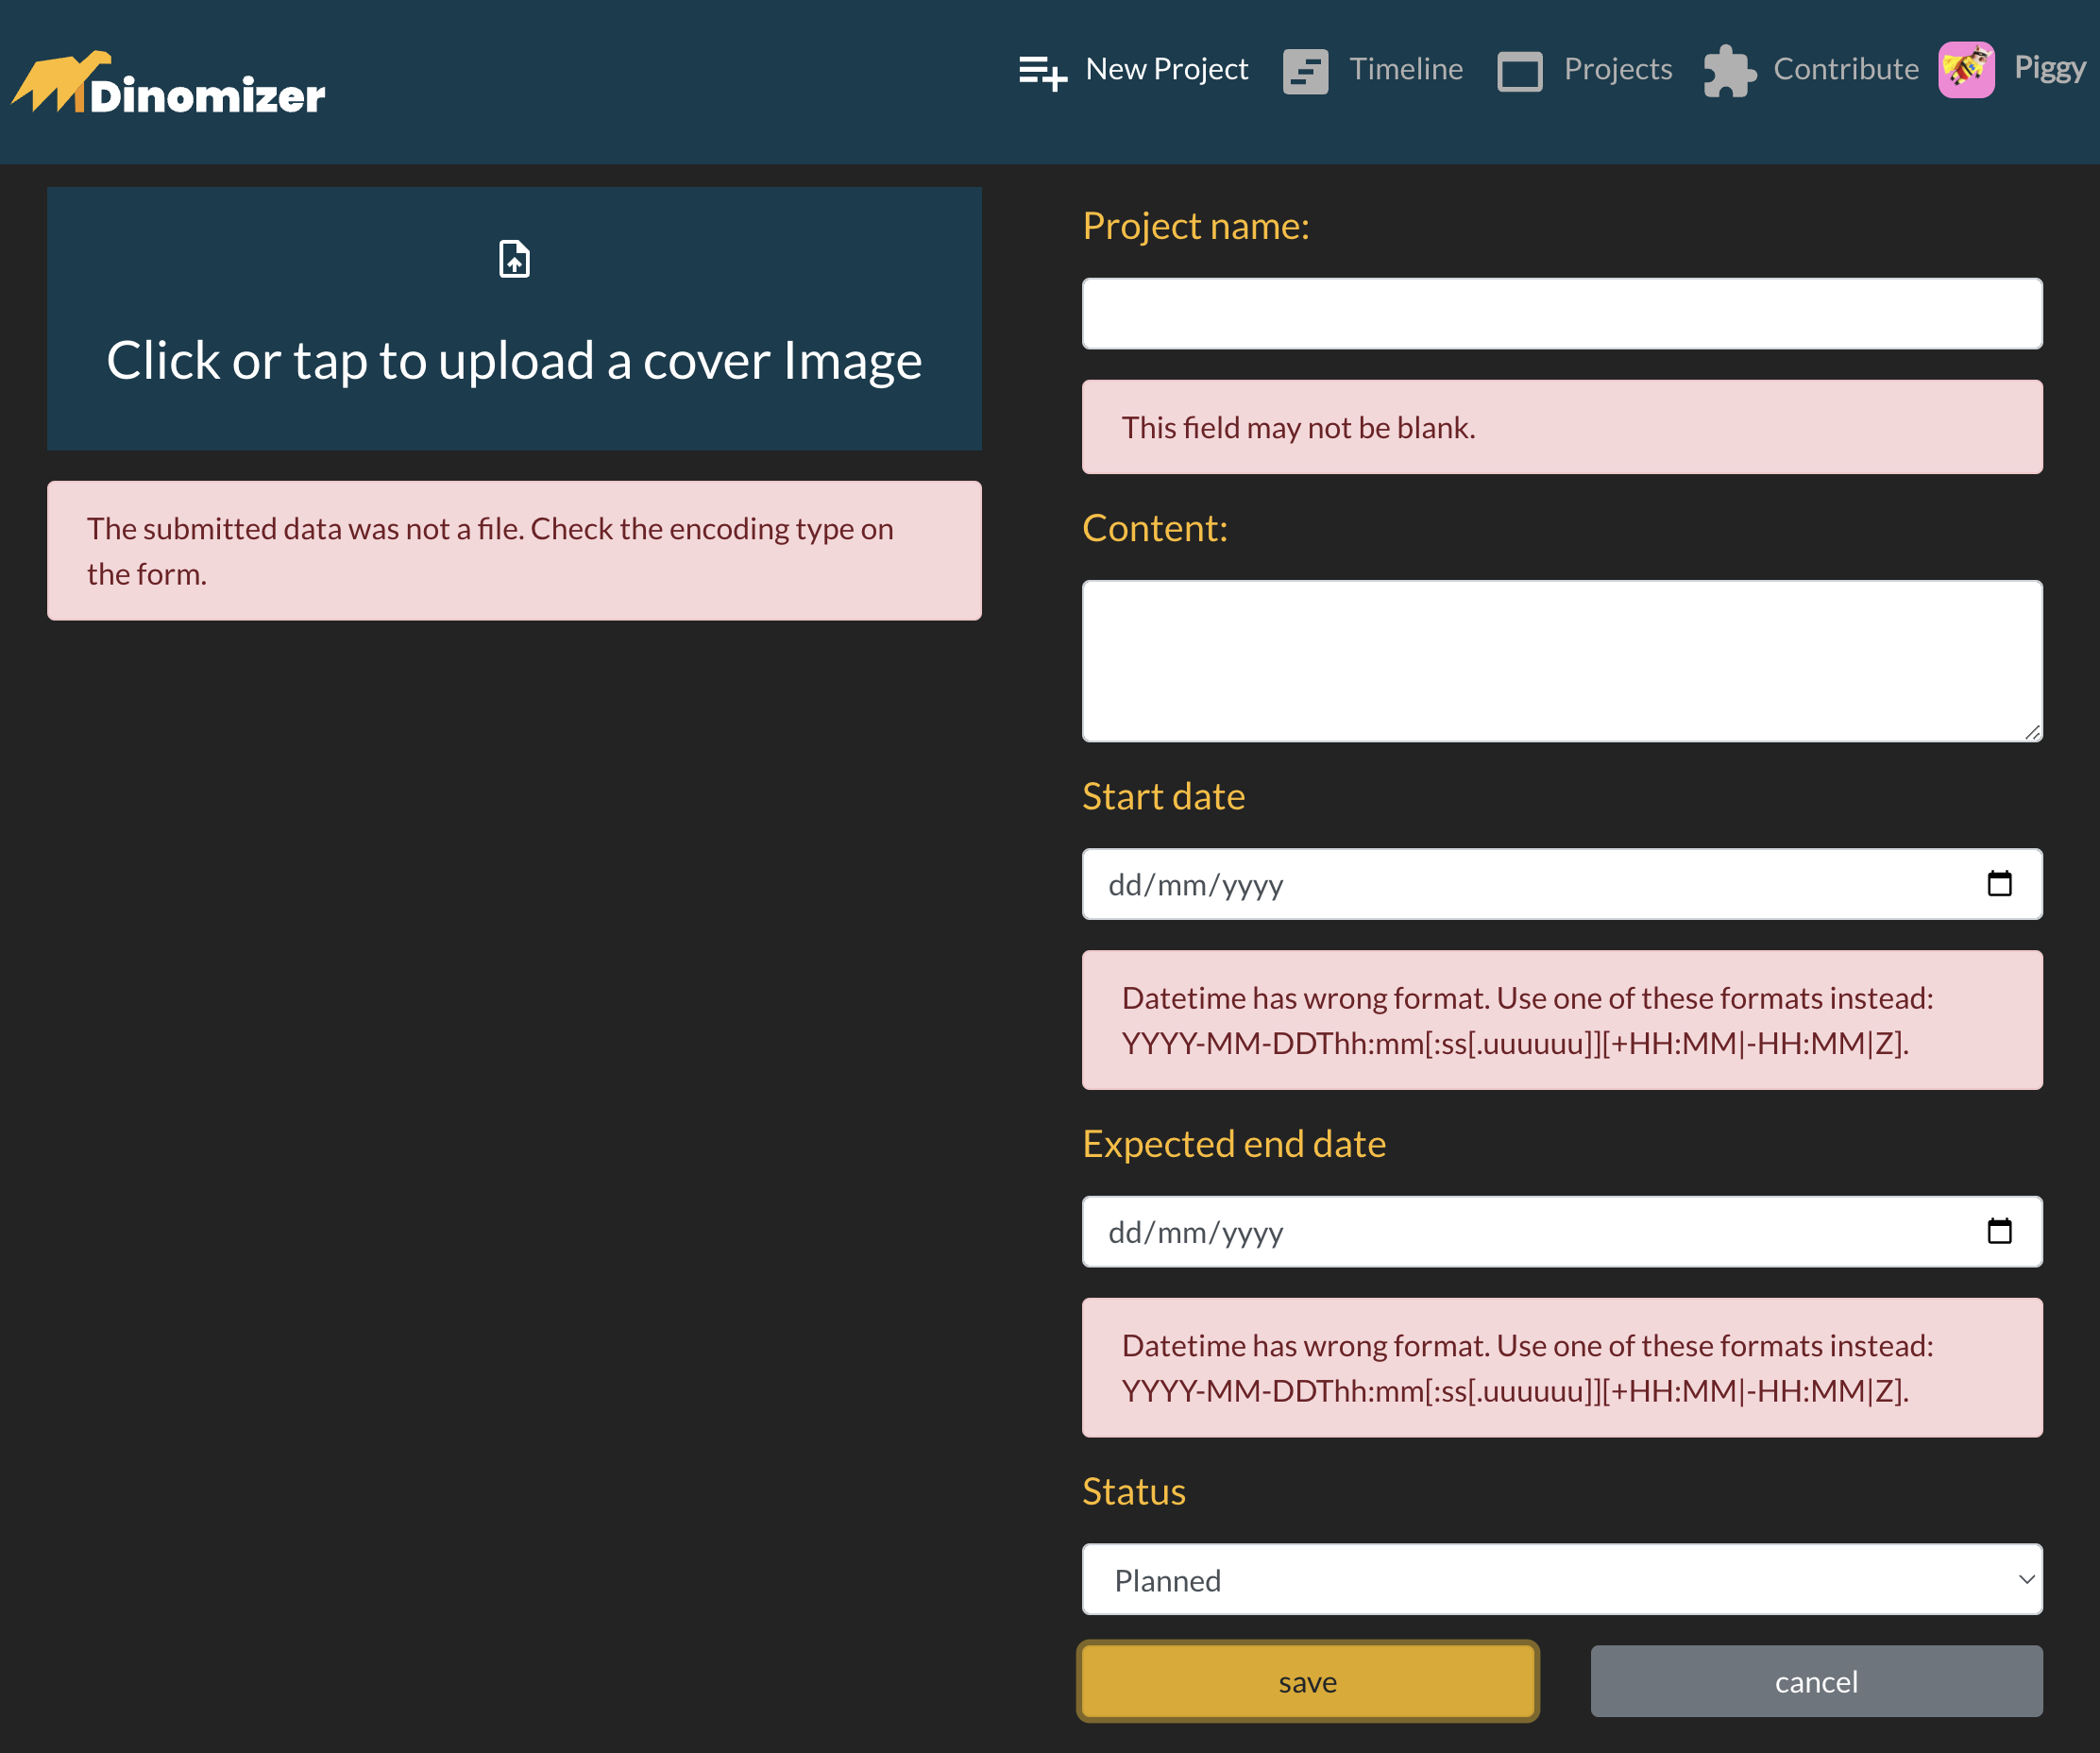 Dinomizer
New Project
Timeline
Projects
Contribute
Piggy
Click or tap to upload a cover Image
The submitted data was not a file. Check the encoding type on
the form.
Project name:
This field may not be blank.
Content:
Start date
dd/mm/yyyy
Datetime has wrong format. Use one of these formats instead:
YYYY-MM-DDThh:mm[:ss[.uuuuuu]][+HH:MM|-HH:MM|Z].
Expected end date
dd/mm/yyyy
Datetime has wrong format. Use one of these formats instead:
YYYY-MM-DDThh:mm[:ss[.uuuuuu]][+HH:MM|-HH:MM|Z].
Status
Planned
save
cancel